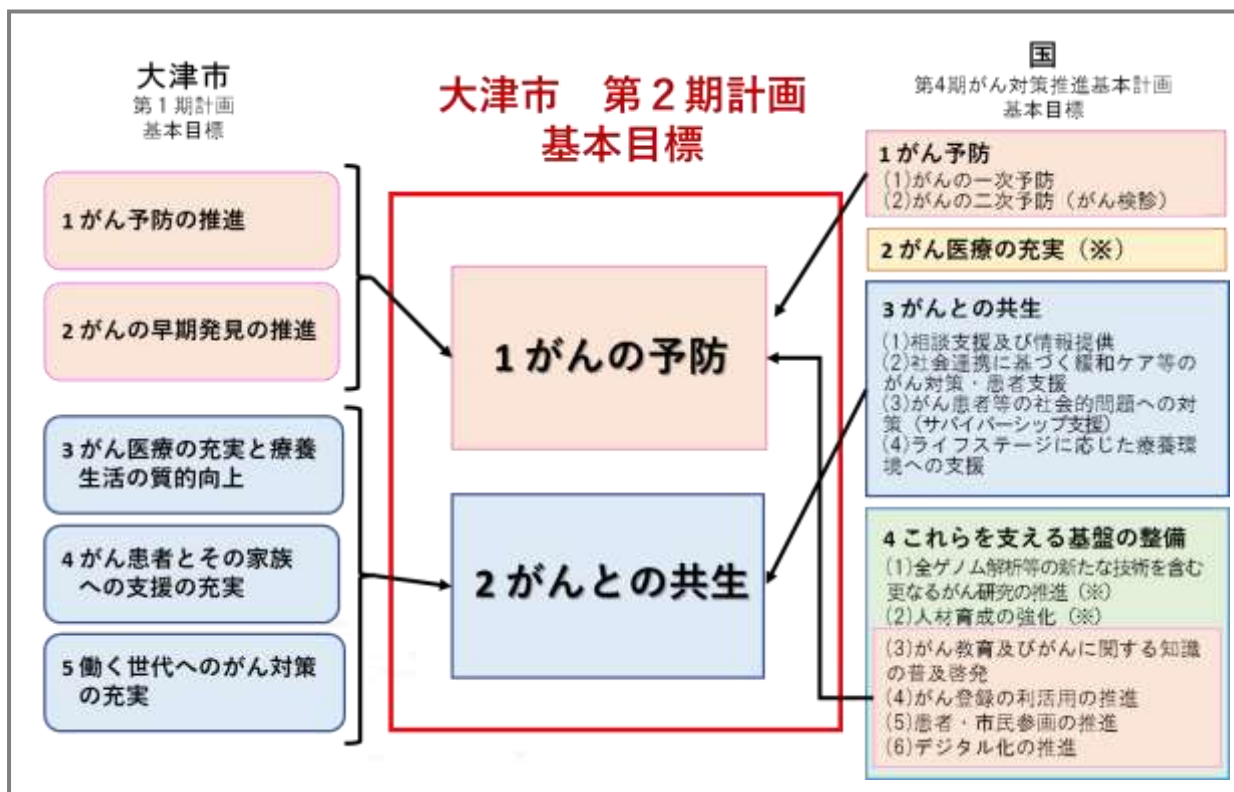 大津市
第１期計画
基本目標
1 がん予防の推進
2 がんの早期発見の推進
3 がん医療の充実と療養
生活の質的向上
4 がん患者とその家族
への支援の充実
5 働く世代へのがん対策
の充実
大津市　第２期計画
基本目標
1 がんの予防
2 がんとの共生
国
第4期がん対策推進基本計画
基本目標
1 がん予防
(1)がんの一次予防
(2)がんの二次予防（がん検診）
2 がん医療の充実（※）
3 がんとの共生
(1)相談支援及び情報提供
(2)社会連携に基づく緩和ケア等の
がん対策・患者支援
(3)がん患者等の社会的問題への対
策（サバイバーシップ支援）
(4)ライフステージに応じた療養環
境への支援
4 これらを支える基盤の整備
(1)全ゲノム解析等の新たな技術を含む
更なるがん研究の推進（※）
(2)人材育成の強化（※）
(3)がん教育及びがんに関する知識
の普及啓発
(4)がん登録の利活用の推進
(5)患者・市民参画の推進
(6)デジタル化の推進